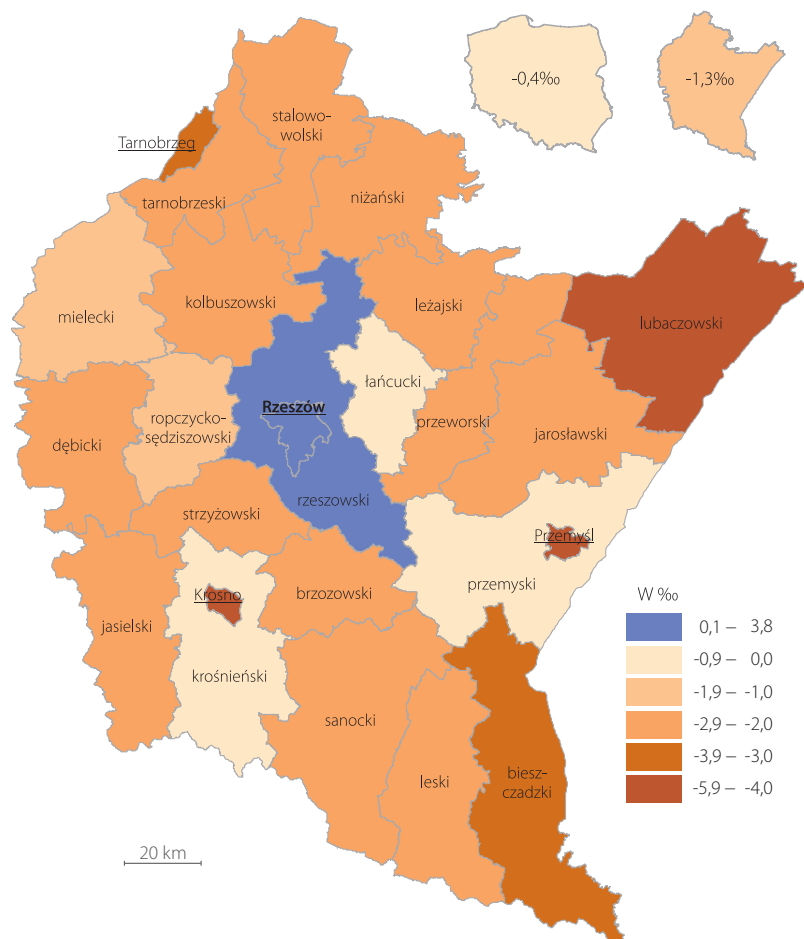 -0,4‰
-1,3‰
stalowo-
wolski
Tarnobrzeg
niżański
tarnobrzeski
kolbuszowski
leżajski
mielecki
lubaczowski
łańcucki
Rzeszów
ropczycko-
sędziszowski
przeworski
jarosławski
dębicki
rzeszowski
strzyżowski
Przemyśl
przemyski
Krosno
brzozowski
jasielski
krośnieński
sanocki
leski
biesz-
czadzki
W ‰
0,1 – 3,8
-0,9 – 0,0
-1,9 – -1,0
-2,9 – -2,0
-3,9 – -3,0
-5,9 – -4,0
20 km